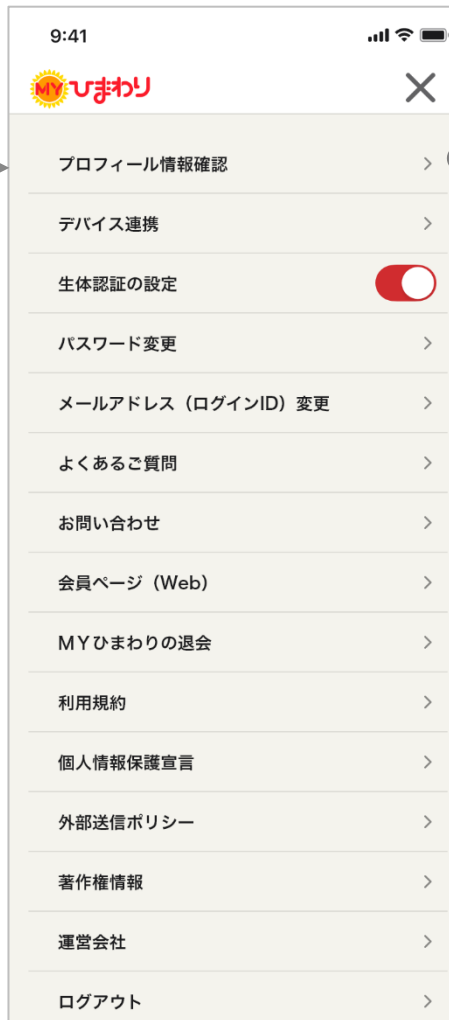 9:41
MYひまわり
プロフィール情報確認
デバイス連携
生体認証の設定
パスワード変更
メールアドレス（ログインID）変更
よくあるご質問
お問い合わせ
会員ページ（Web）
ＭＹひまわりの退会
利用規約
個人情報保護宣言
外部送信ポリシー
著作権情報
運営会社
ログアウト